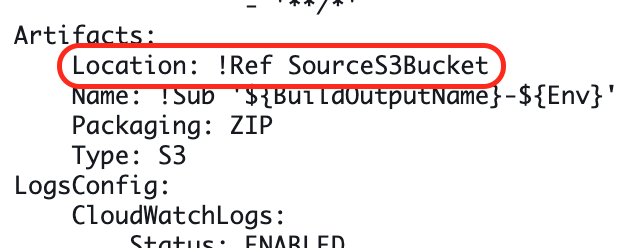 - '**/*'
Artifacts:
Location: !Ref SourceS3Bucket
Name: !Sub '${BuildOutputName}-${Env}'
Packaging: ZIP
Type: S3
LogsConfig:
CloudWatchLogs:
Status: ENABLED